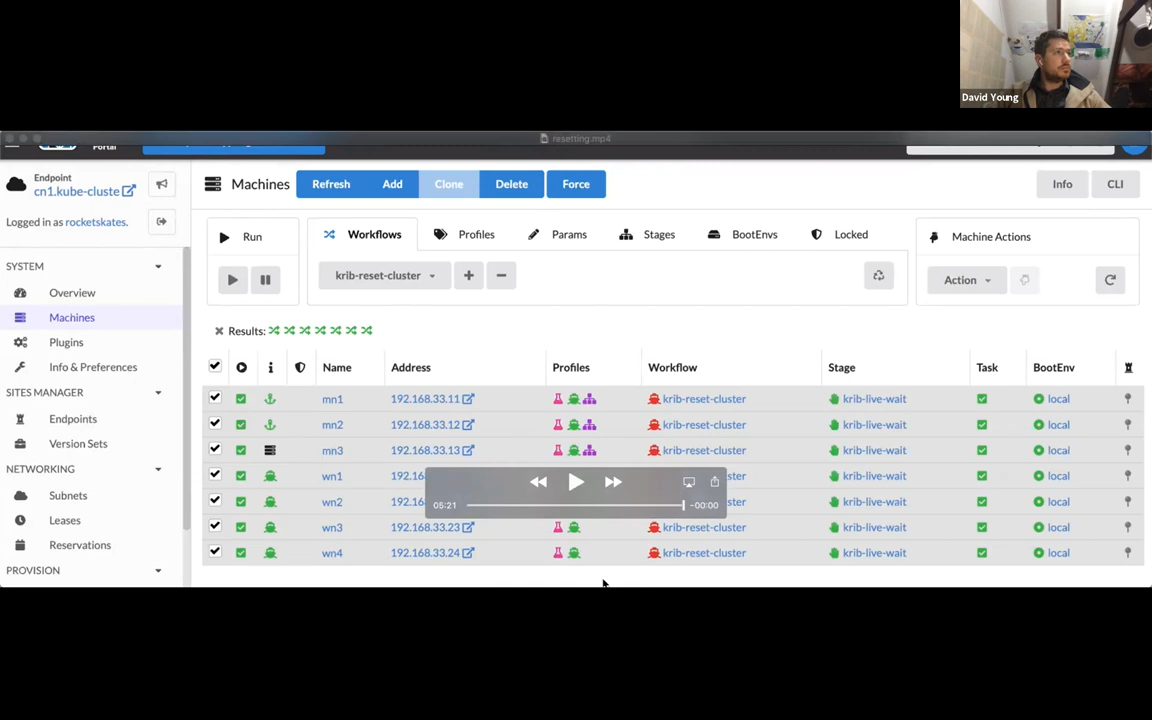 David Young
resetting.mp4
Portal
Endpoint
cn1.kube-cluste
Logged in as rocketskates.
Machines
Refresh
Add
Clone
Delete
Force
Info
CLI
Run
Workflows
Profiles
Params
Stages
BootEnvs
Locked
Machine Actions
krib-reset-cluster
Action
SYSTEM
Overview
Machines
Plugins
Info & Preferences
SITES MANAGER
Endpoints
Version Sets
NETWORKING
Subnets
Leases
Reservations
PROVISION
Results:
Name Address Profiles Workflow Stage Task BootEnv
mn1 192.168.33.11 krib-reset-cluster krib-live-wait local
mn2 192.168.33.12 krib-reset-cluster krib-live-wait local
mn3 192.168.33.13 krib-reset-cluster krib-live-wait local
wn1 192.16 ster krib-live-wait local
wn2 192.16 ster krib-live-wait local
wn3 192.168.33.23 krib-reset-cluster krib-live-wait local
wn4 192.168.33.24 krib-reset-cluster krib-live-wait local
05:21 -00:00